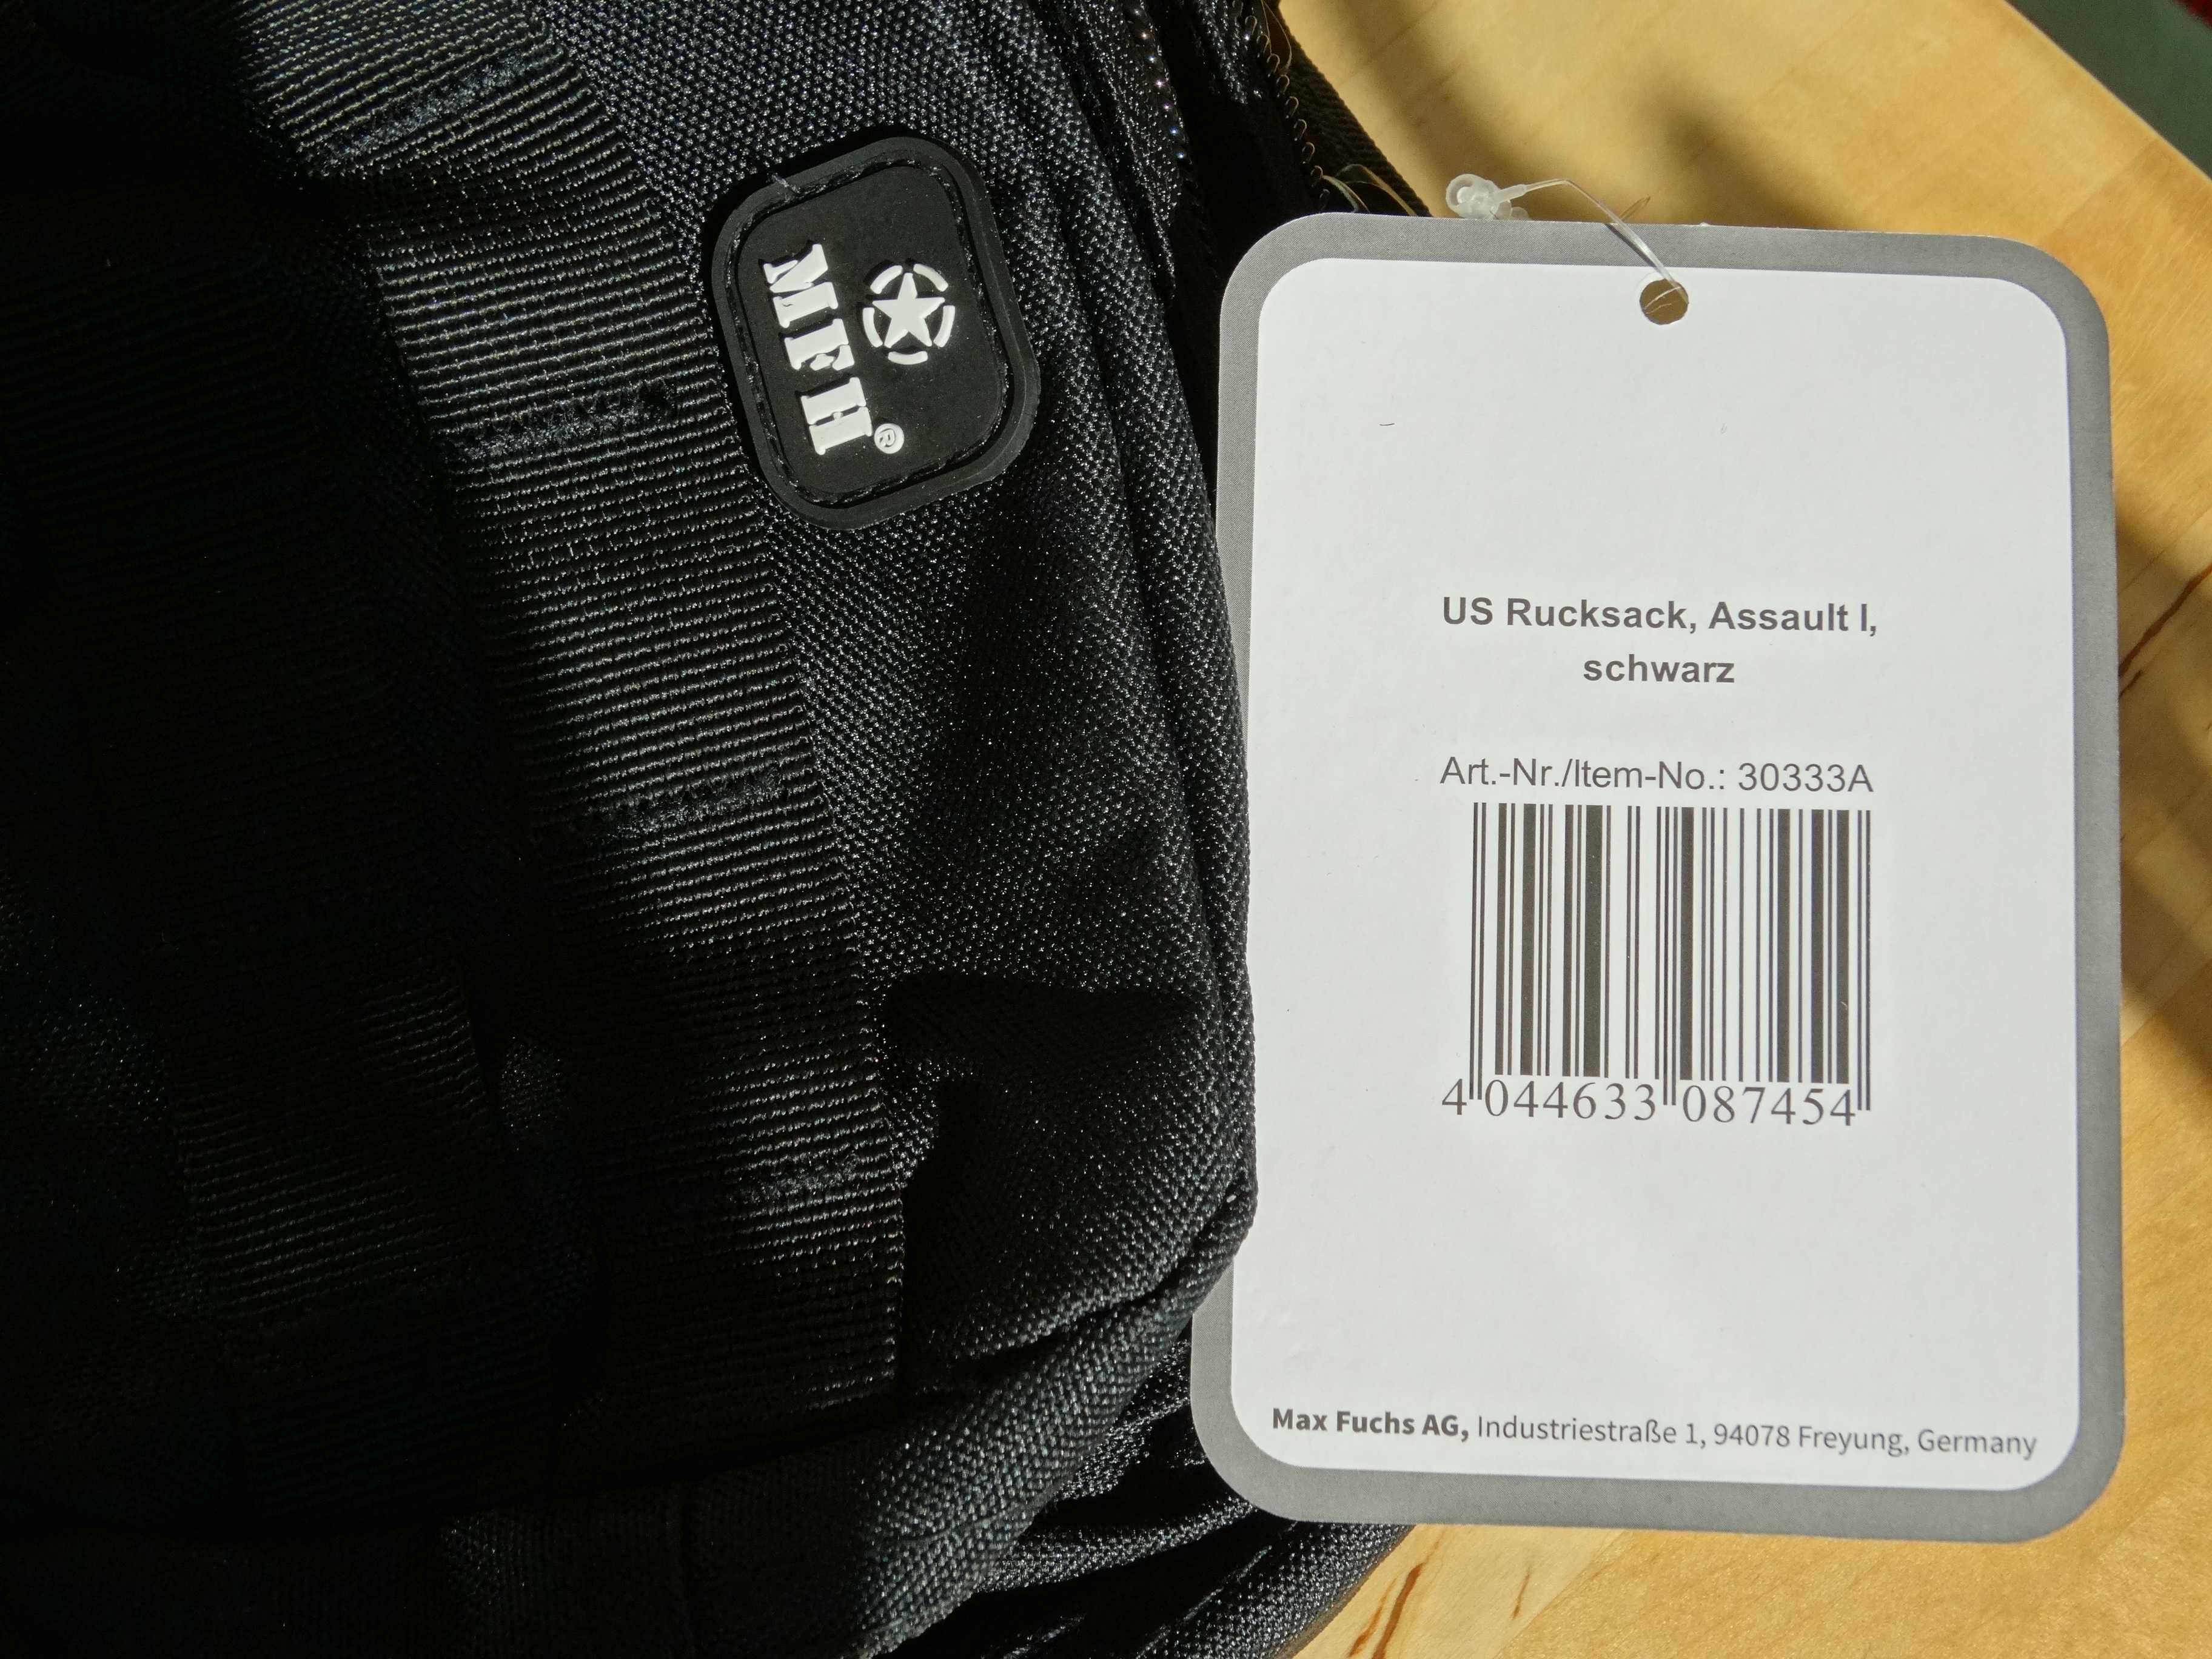 MFH®
US Rucksack, Assault I,
schwarz
Art.-Nr./Item-No.: 30333A
4 044633 087454
Max Fuchs AG, Industriestraße 1, 94078 Freyung, Germany